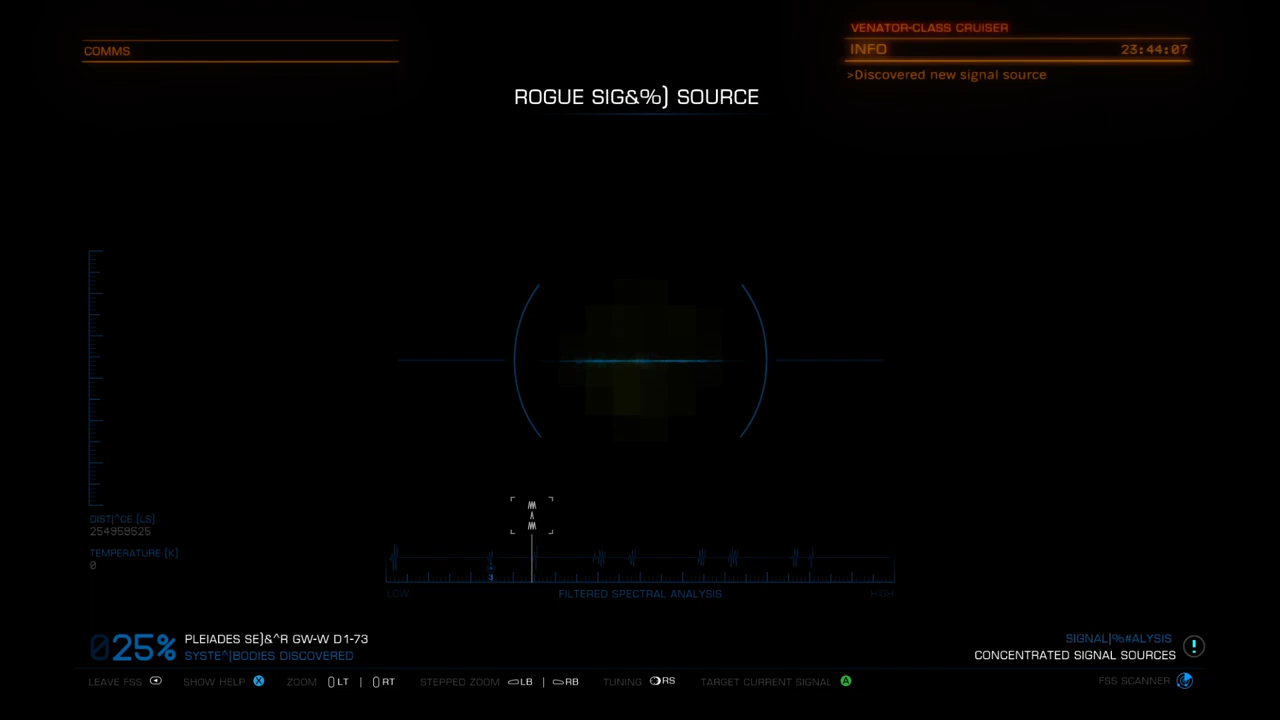 VENATOR-CLASS CRUISER
COMMS
INFO 23:44:07
>Discovered new signal source
ROGUE SIG&%) SOURCE
DIST|^CE [LS]
254958525
TEMPERATURE [K]
0
LOW FILTERED SPECTRAL ANALYSIS HIGH
025% PLEIADES SE)&^R GW-W D1-73
SYSTE^|BODIES DISCOVERED
SIGNAL|%#ALYSIS
CONCENTRATED SIGNAL SOURCES
LEAVE FSS SHOW HELP X ZOOM LT | RT STEPPED ZOOM LB | RB TUNING RS TARGET CURRENT SIGNAL A FSS SCANNER